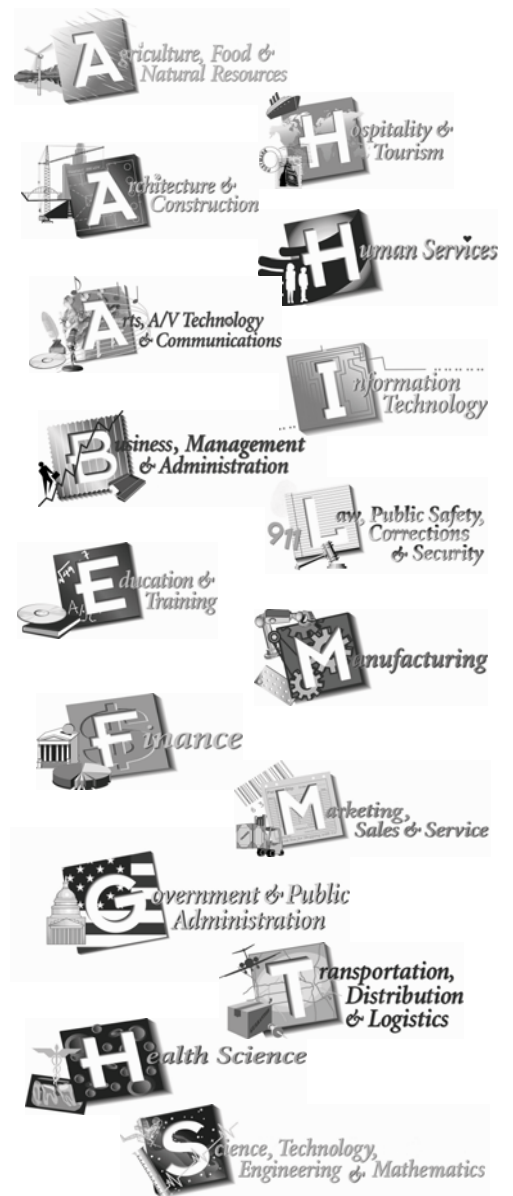 Agriculture, Food &
Natural Resources
Hospitality &
Tourism
Architecture &
Construction
Human Services
Arts, A/V Technology
& Communications
Information
Technology
Business, Management
& Administration
911
Law, Public Safety,
Corrections
& Security
Education &
Training
ABC
Manufacturing
Finance
Marketing,
Sales & Service
Government & Public
Administration
Transportation,
Distribution
& Logistics
Health Science
Science, Technology,
Engineering & Mathematics